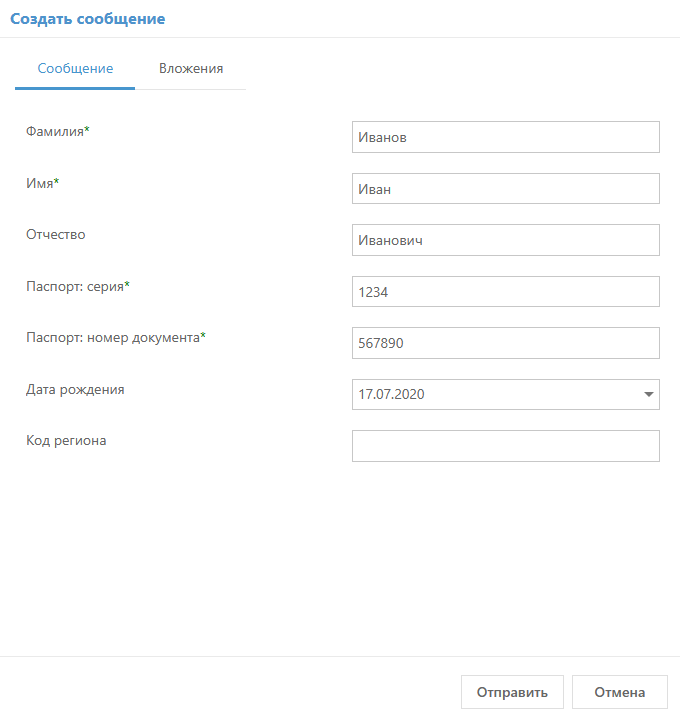 Создать сообщение
Сообщение Вложения
Фамилия* Иванов
Имя* Иван
Отчество Иванович
Паспорт: серия* 1234
Паспорт: номер документа* 567890
Дата рождения 17.07.2020
Код региона
Отправить Отмена